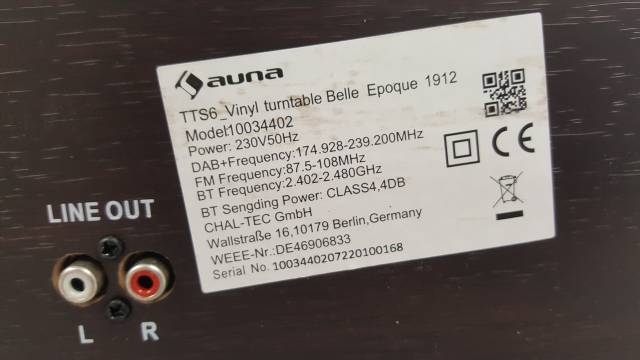 auna
TTS6_Vinyl turntable Belle Epoque 1912
Model10034402
Power: 230V50Hz
DAB+Frequency:174.928-239.200MHz
FM Frequency: 87.5-108MHz
BT Frequency: 2.402-2.480GHz
BT Sengding Power: CLASS4,4DB
CHAL-TEC GmbH
Wallstraße 16,10179 Berlin,Germany
WEEE-Nr.:DE46906833
Serial No. 1003440207220100168
CE
LINE OUT
L R